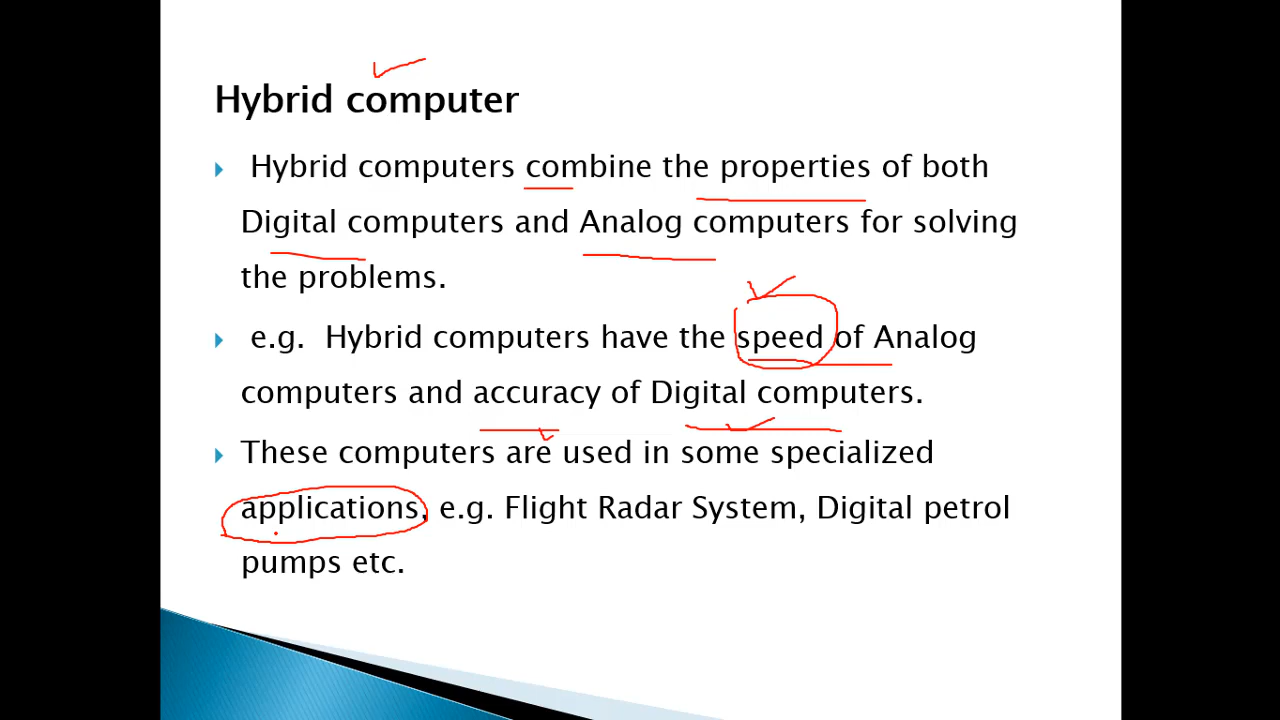 Hybrid computer
Hybrid computers combine the properties of both
Digital computers and Analog computers for solving
the problems.
e.g. Hybrid computers have the speed of Analog
computers and accuracy of Digital computers.
These computers are used in some specialized
applications, e.g. Flight Radar System, Digital petrol
pumps etc.